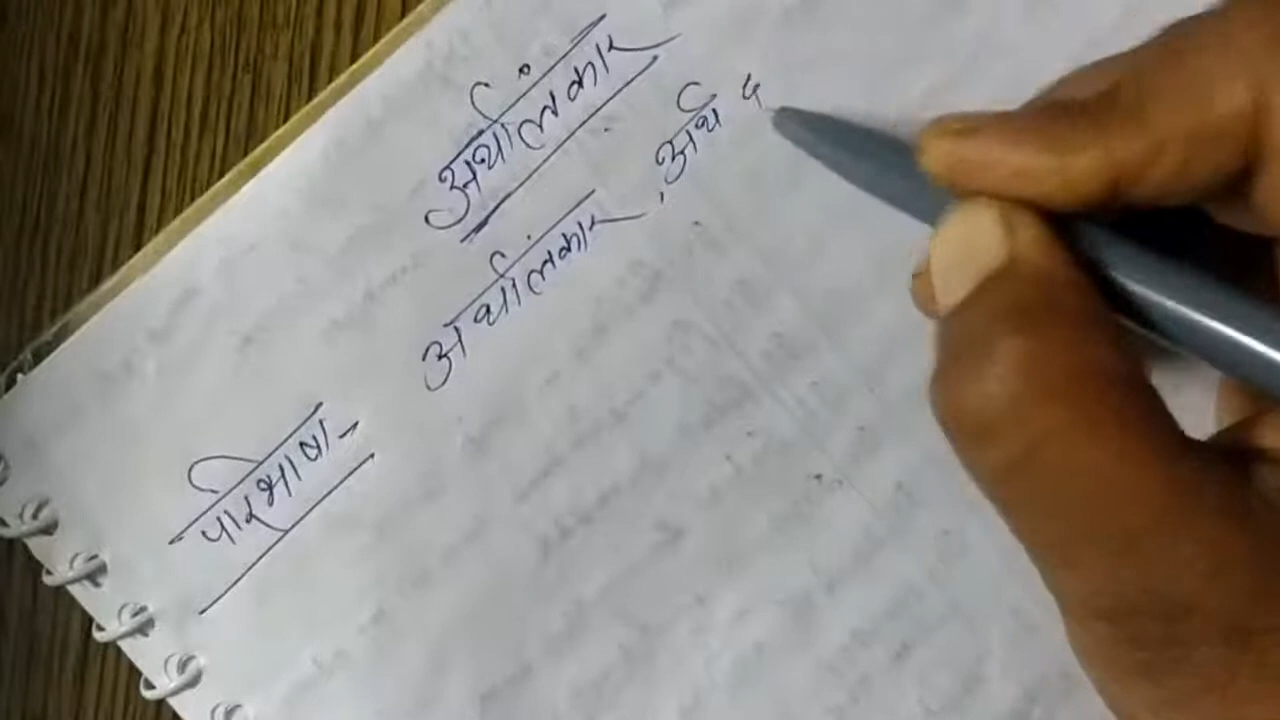 अर्थालंकार
परिभाषा- अर्थालंकार, अर्थ